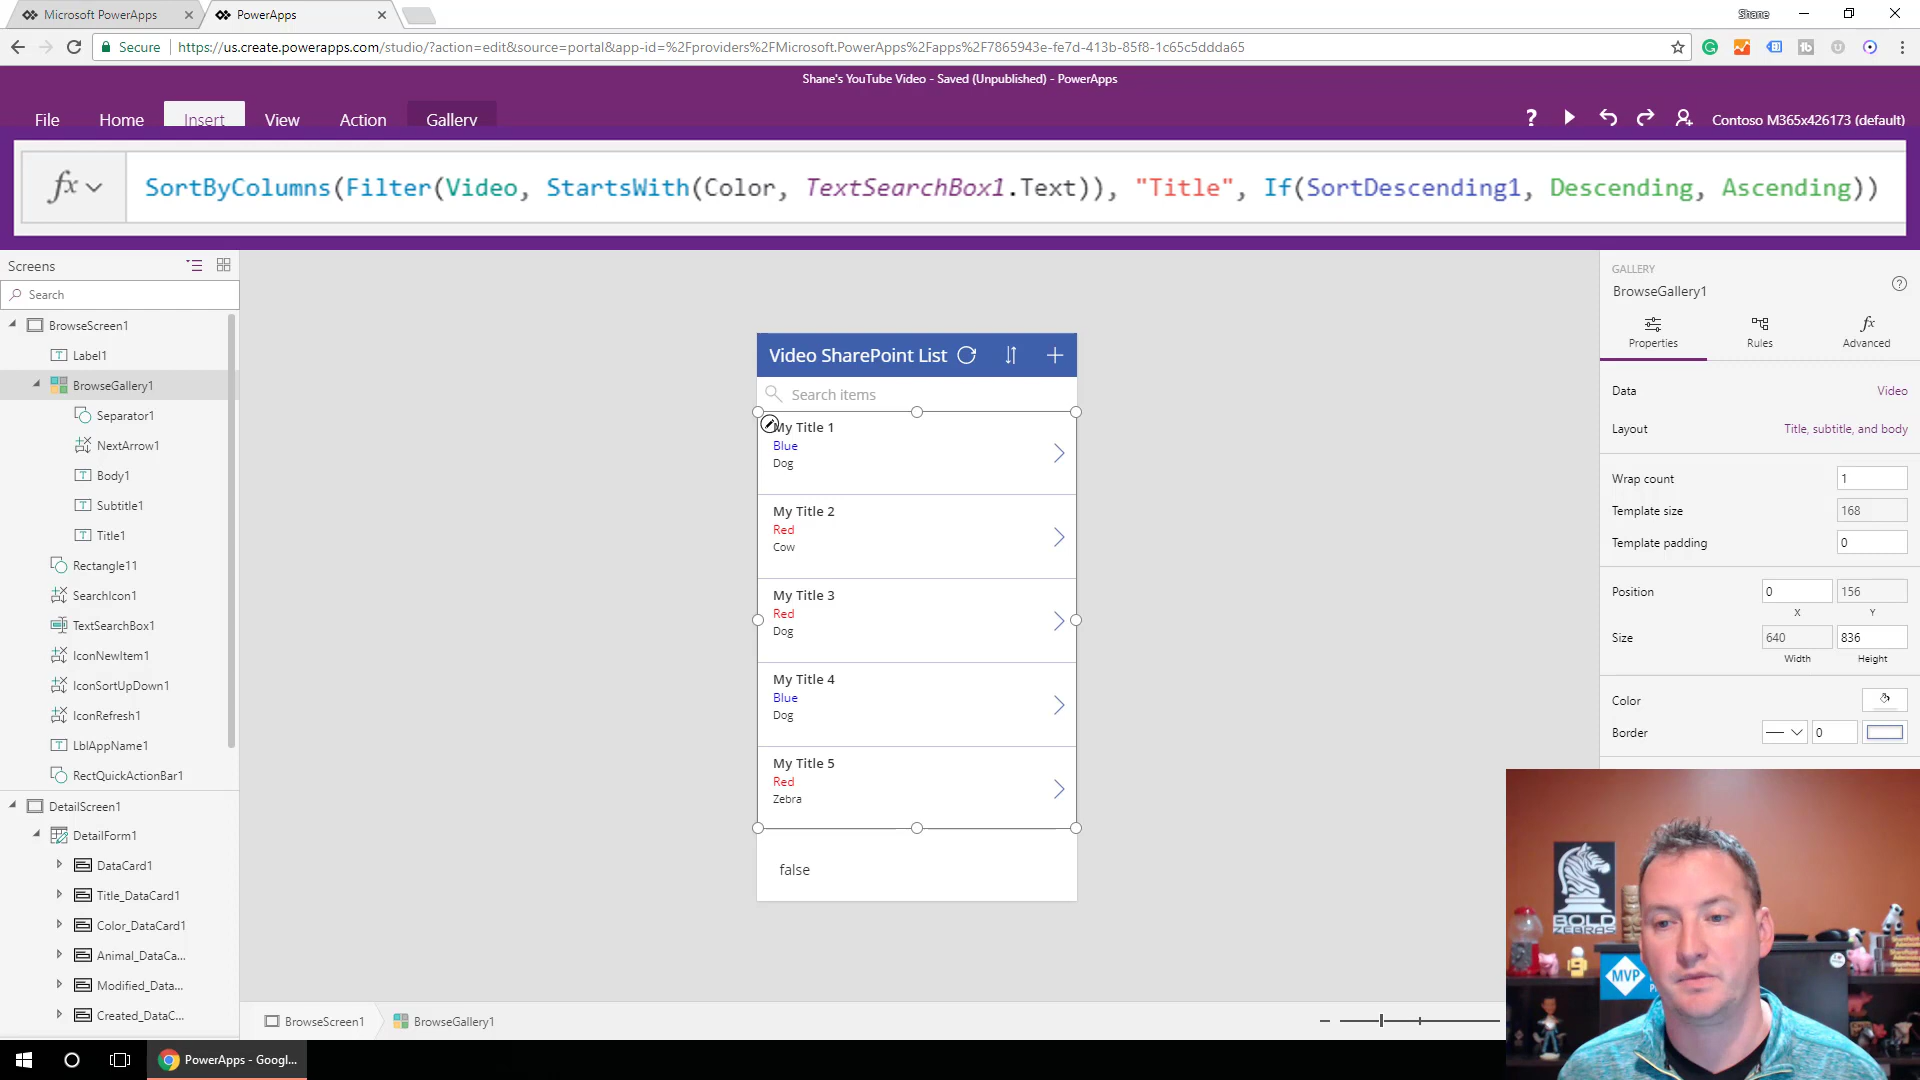 Microsoft PowerApps
PowerApps
Shane
Secure
https://us.create.powerapps.com/studio/?action=edit&source=portal&app-id=%2Fproviders%2FMicrosoft.PowerApps%2Fapps%2F7865943e-fe7d-413b-85f8-1c65c5ddda65
Shane's YouTube Video - Saved (Unpublished) - PowerApps
File Home Insert View Action Gallery
? Contoso M365x426173 (default)
fx SortByColumns(Filter(Video, StartsWith(Color, TextSearchBox1.Text)), "Title", If(SortDescending1, Descending, Ascending))
Screens
Search
BrowseScreen1
Label1
BrowseGallery1
Separator1
NextArrow1
Body1
Subtitle1
Title1
Rectangle11
SearchIcon1
TextSearchBox1
IconNewItem1
IconSortUpDown1
IconRefresh1
LblAppName1
RectQuickActionBar1
DetailScreen1
DetailForm1
DataCard1
Title_DataCard1
Color_DataCard1
Animal_DataCa...
Modified_Data...
Created_DataC...
Video SharePoint List
Search items
My Title 1
Blue
Dog
My Title 2
Red
Cow
My Title 3
Red
Dog
My Title 4
Blue
Dog
My Title 5
Red
Zebra
false
BrowseScreen1
BrowseGallery1
GALLERY
BrowseGallery1
?
Properties
Rules
fx
Advanced
Data Video
Layout Title, subtitle, and body
Wrap count 1
Template size 168
Template padding 0
Position 0 156
X Y
Size 640 836
Width Height
Color
Border 0
BOLD
ZEBRAS
MVP
PowerApps - Googl...